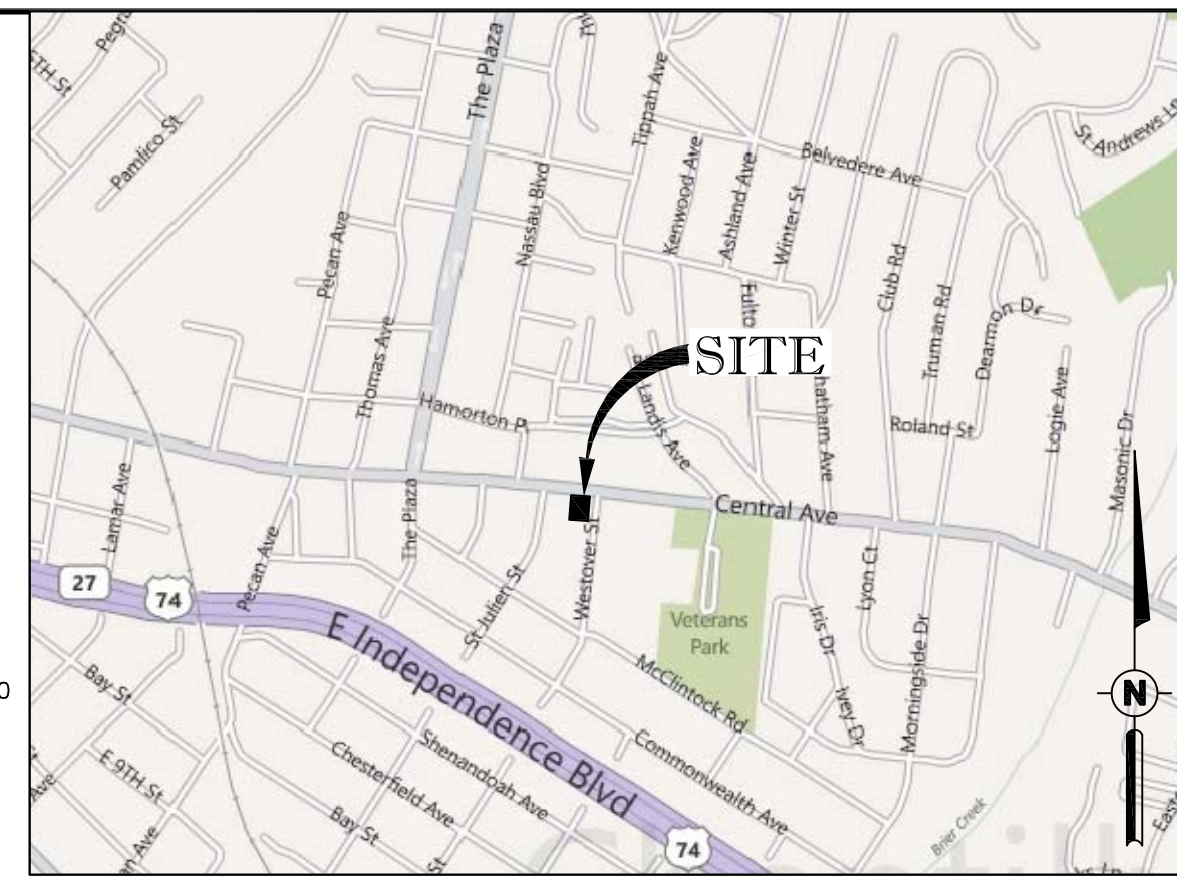 The Plaza
Tippah Ave
Pamlico St
St Andrews Ln
Belvedere Ave
Kenwood Ave
Ashland Ave
Winter St
Nassau Blvd
Pecan Ave
Club Rd
Truman Rd
Dearmon Dr
Thomas Ave
SITE
Landis Ave
Hamorton P
Roland St
Logie Ave
Masonic Dr
Lamar Ave
Central Ave
The Plaza
Pecan Ave
27
74
St Julien St
Westover St
Lyon Ct
Veterans
Park
Iris Dr
E Independence Blvd
McClintock Rd
Ivey Dr
Morningside Dr
N
Bay St
E 9TH St
Chesterfield Ave
Shenandoah Ave
Commonwealth Ave
Bay St
74
Brier Creek